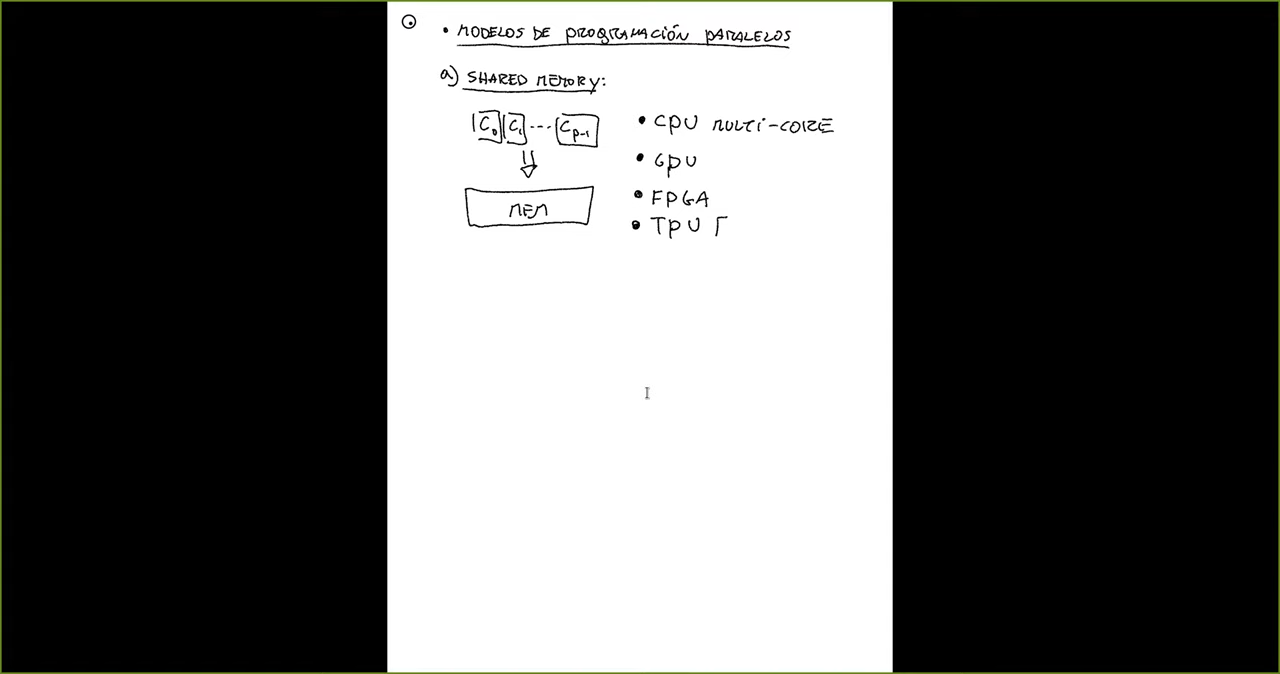 • MODELOS DE PROGRAMACIÓN PARALELOS
a) SHARED MEMORY:
C₀ C₁ ... Cₚ₋₁
MEM
• CPU MULTI-CORE
• GPU
• FPGA
• TPU